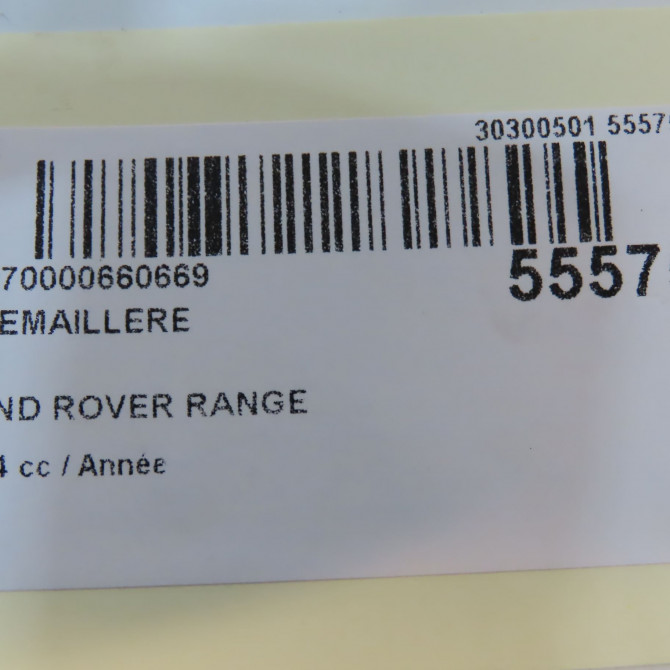 30300501 5557
70000660669
5557
EMAILLERE
ND ROVER RANGE
4 cc / Année